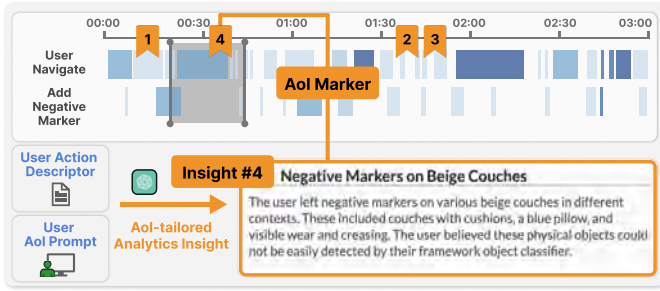 00:00 00:30 01:00 01:30 02:00 02:30 03:00
1 4 2 3
User
Navigate
Add
Negative
Marker
AoI Marker
User Action
Descriptor
User
AoI Prompt
AoI-tailored
Analytics Insight
Insight #4
Negative Markers on Beige Couches
The user left negative markers on various beige couches in different
contexts. These included couches with cushions, a blue pillow, and
visible wear and creasing. The user believed these physical objects could
not be easily detected by their framework object classifier.